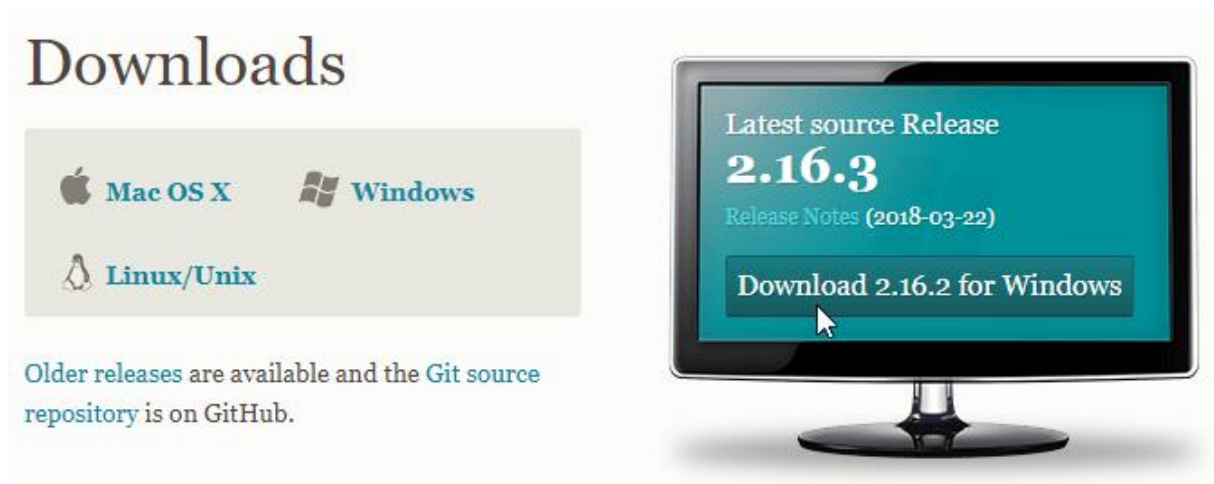 Downloads
Mac OS X
Windows
Linux/Unix
Older releases are available and the Git source
repository is on GitHub.
Latest source Release
2.16.3
Release Notes (2018-03-22)
Download 2.16.2 for Windows